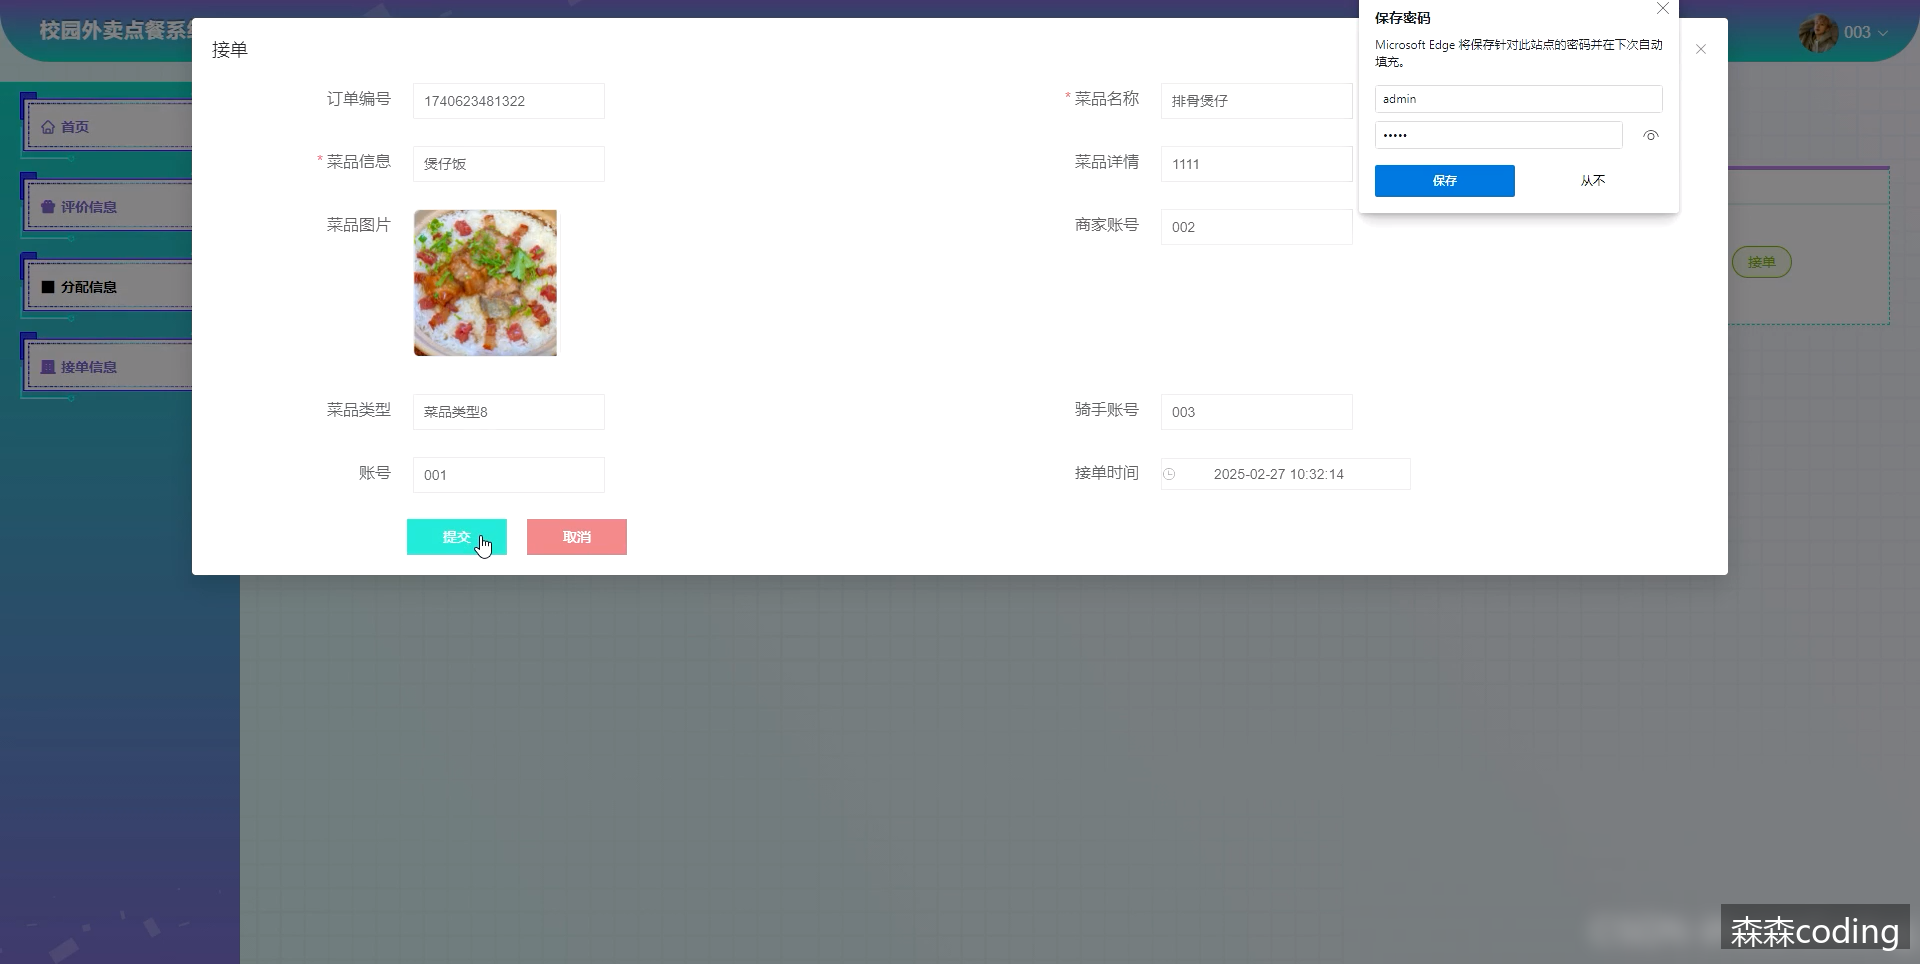 校园外卖点餐系
003
首页
评价信息
分配信息
接单信息
接单
订单编号
1740623481322
*菜品名称
排骨煲仔
*菜品信息
煲仔饭
菜品详情
1111
菜品图片
商家账号
002
菜品类型
菜品类型8
骑手账号
003
账号
001
接单时间
2025-02-27 10:32:14
提交
取消
保存密码
Microsoft Edge 将保存针对此站点的密码并在下次自动
填充。
admin
•••••
保存
从不
接单
森森coding